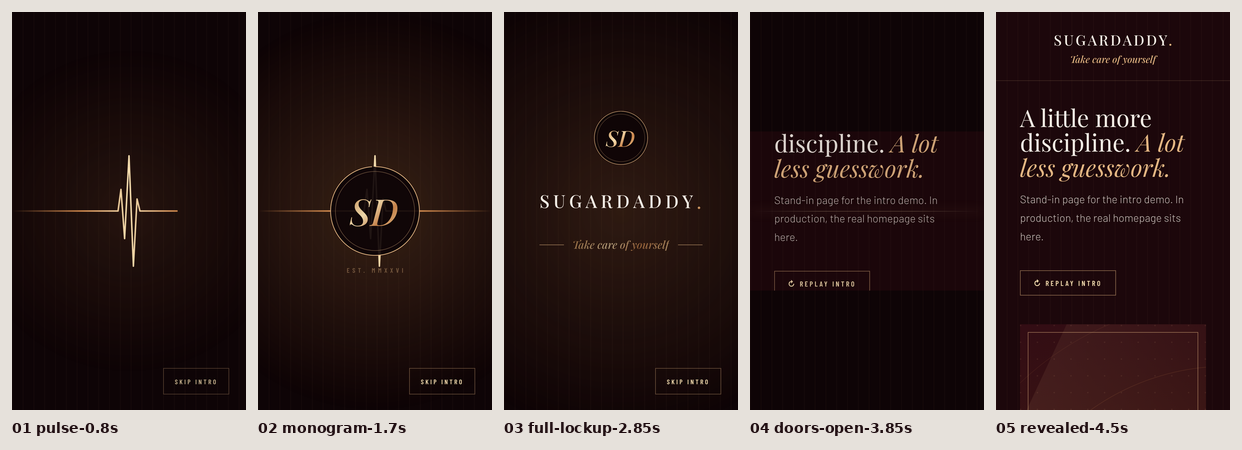 SKIP INTRO
01 pulse-0.8s
SD
EST. MMXXVI
SKIP INTRO
02 monogram-1.7s
SD
SUGARDADDY.
Take care of yourself
SKIP INTRO
03 full-lockup-2.85s
discipline. A lot
less guesswork.
Stand-in page for the intro demo. In
production, the real homepage sits
here.
↻ REPLAY INTRO
04 doors-open-3.85s
SUGARDADDY.
Take care of yourself
A little more
discipline. A lot
less guesswork.
Stand-in page for the intro demo. In
production, the real homepage sits
here.
↻ REPLAY INTRO
05 revealed-4.5s